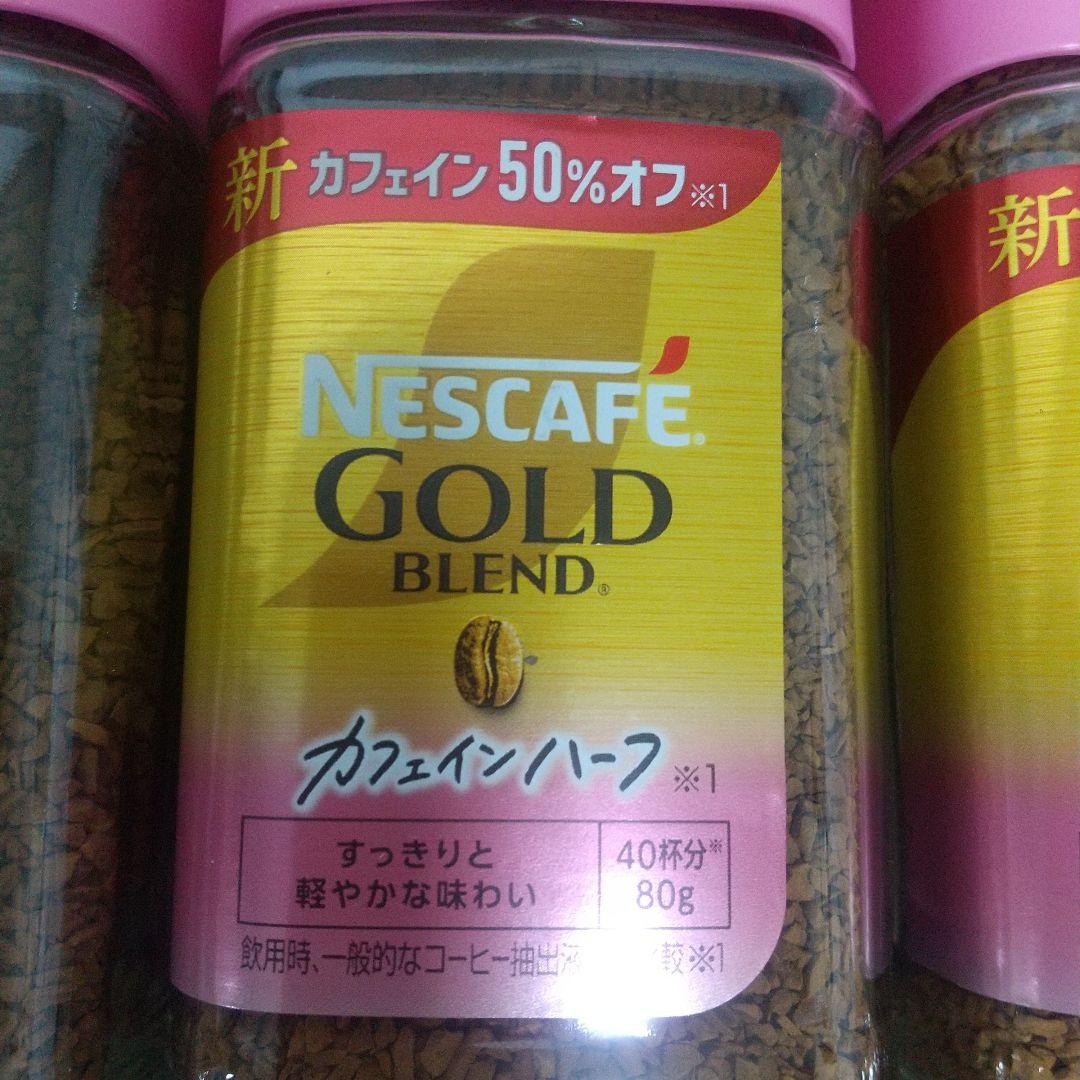 新 カフェイン50%オフ※1
NESCAFÉ®
GOLD
BLEND®
カフェインハーフ ※1
すっきりと
軽やかな味わい
40杯分※
80g
飲用時、一般的なコーヒー抽出液 較※1
新